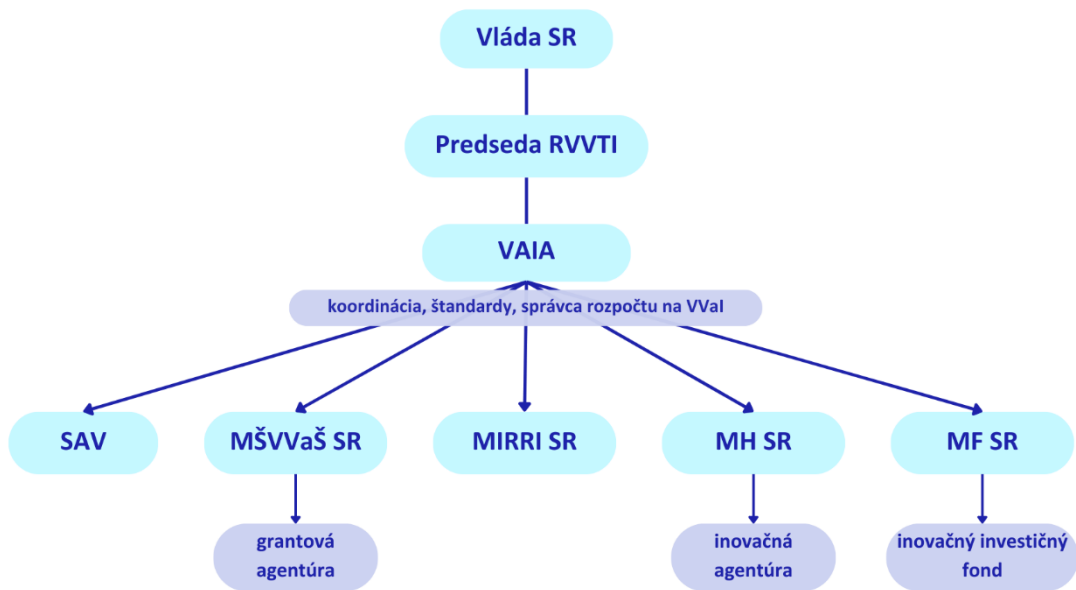 Vláda SR
Predseda RVVTI
VAIA
koordinácia, štandardy, správca rozpočtu na VVaI
SAV
MŠVVaŠ SR
MIRRI SR
MH SR
MF SR
grantová
agentúra
inovačná
agentúra
inovačný investičný
fond